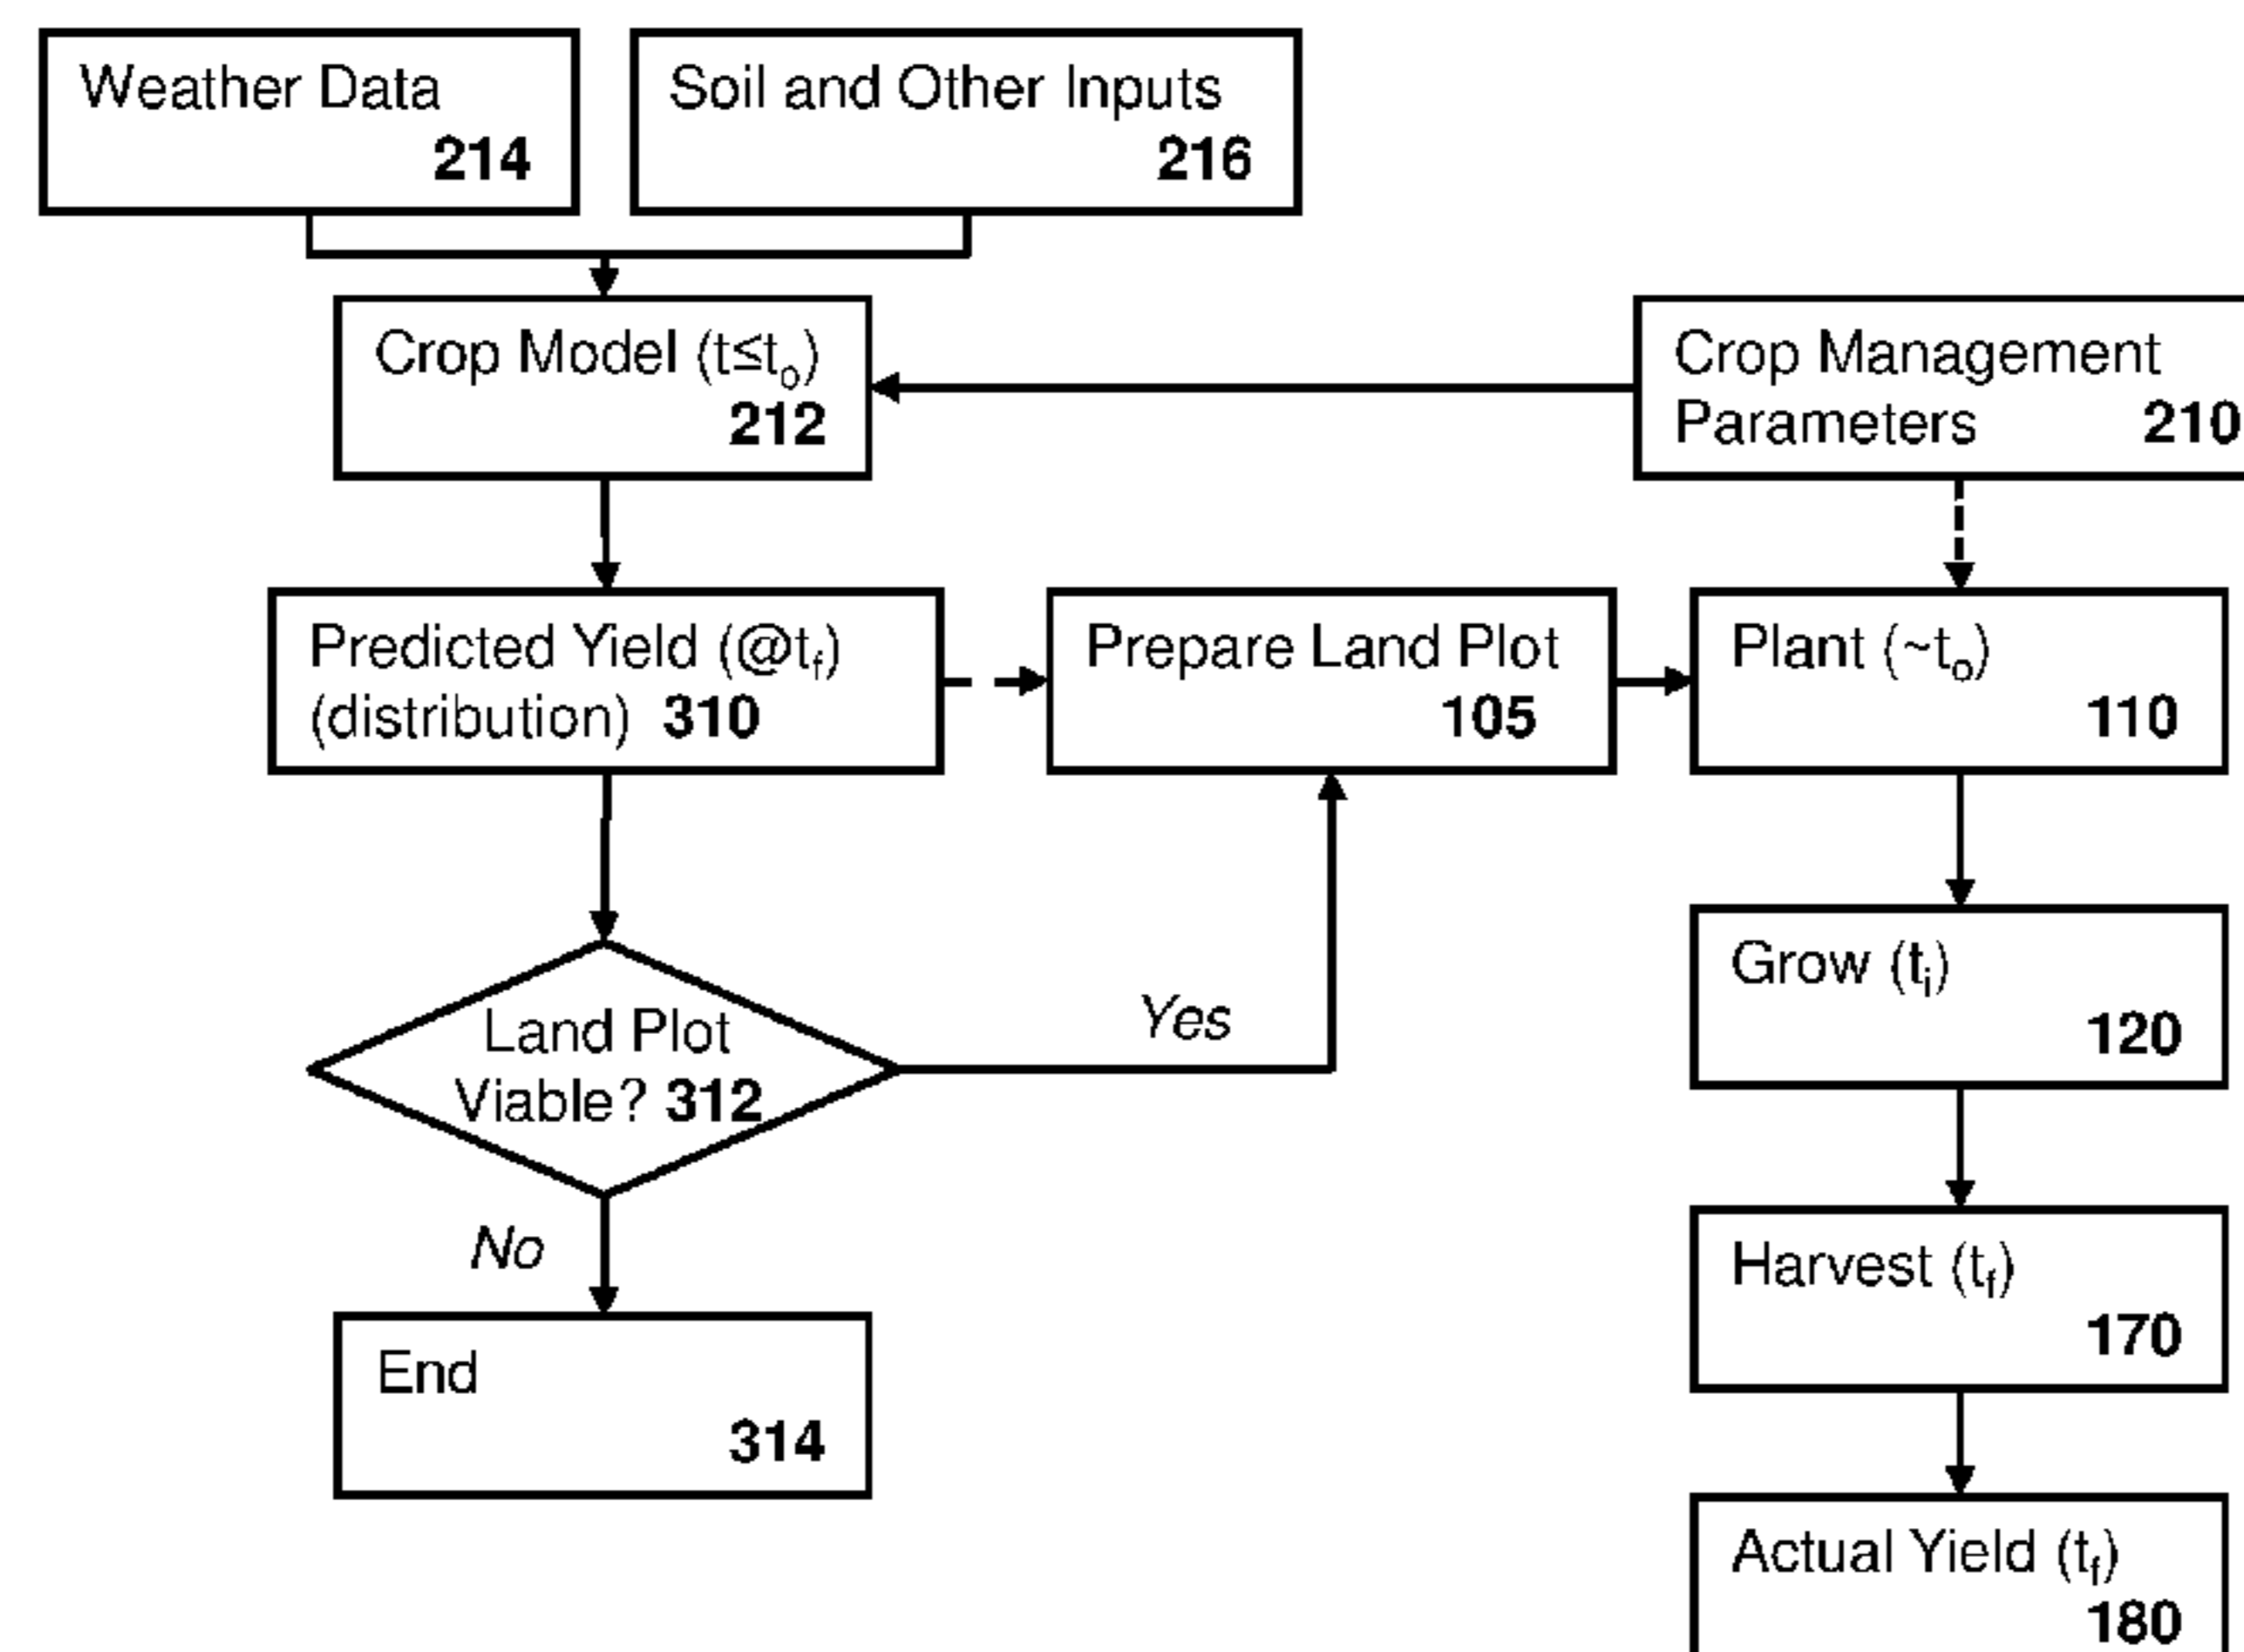 Weather Data
214
Soil and Other Inputs
216
Crop Model (t≤tₒ)
212
Crop Management
Parameters 210
Predicted Yield (@t_f)
(distribution) 310
Prepare Land Plot
105
Plant (~tₒ)
110
Grow (tᵢ)
120
Land Plot
Viable? 312
Yes
No
Harvest (t_f)
170
End
314
Actual Yield (t_f)
180